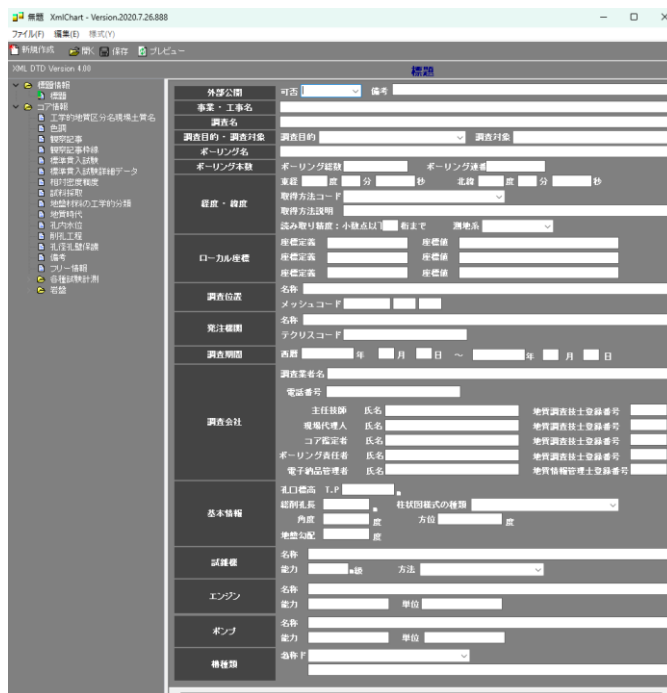 無題 XmlChart - Version.2020.7.26.888
ファイル(F) 編集(E) 様式(Y)
新規作成 開く 保存 プレビュー
XML DTD Version 4.00
標題
標題情報
標題
コア情報
工学的地質区分名現場土質名
色調
観察記事
観察記事枠線
標準貫入試験
標準貫入試験詳細データ
相対密度稠度
試料採取
地盤材料の工学的分類
地質時代
孔内水位
削孔工程
孔径孔壁保護
備考
フリー情報
各種試験計測
岩盤
外部公開 可否 備考
事業・工事名
調査名
調査目的・調査対象 調査目的 調査対象
ボーリング名
ボーリング本数 ボーリング総数 ボーリング連番
経度・緯度 東経 度 分 秒 北緯 度 分 秒
取得方法コード
取得方法説明
読み取り精度:小数点以下 桁まで 測地系
ローカル座標 座標定義 座標値
座標定義 座標値
座標定義 座標値
調査位置 名称
メッシュコード
発注機関 名称
テクリスコード
調査期間 西暦 年 月 日 ～ 年 月 日
調査会社 調査業者名
電話番号
主任技師 氏名 地質調査技士登録番号
現場代理人 氏名 地質調査技士登録番号
コア鑑定者 氏名 地質調査技士登録番号
ボーリング責任者 氏名 地質調査技士登録番号
電子納品管理者 氏名 地質情報管理士登録番号
基本情報 孔口標高 T.P m
総削孔長 m 柱状図様式の種類
角度 度 方位 度
地盤勾配 度
試錐機 名称
能力 m級 方法
エンジン 名称
能力 単位
ポンプ 名称
能力 単位
機種類